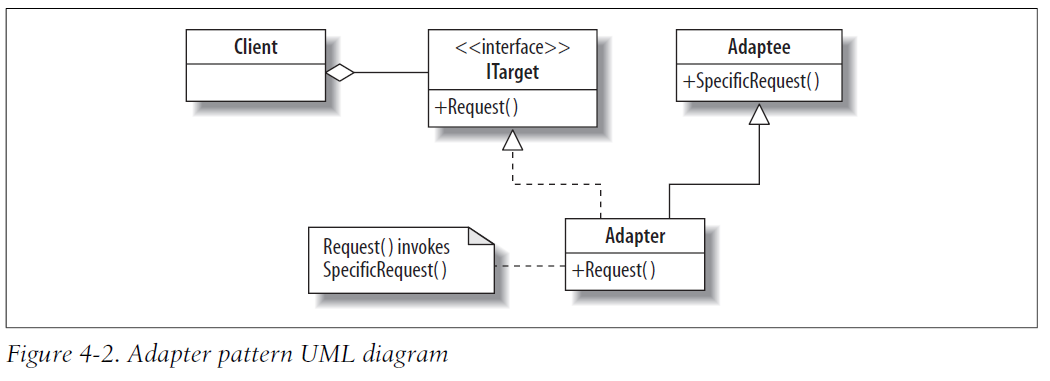 Client
<<interface>>
ITarget
+Request()
Adaptee
+SpecificRequest()
Request() invokes
SpecificRequest()
Adapter
+Request()
Figure 4-2. Adapter pattern UML diagram